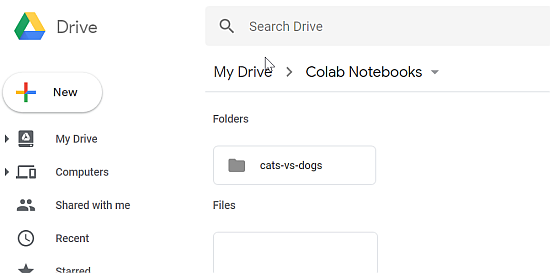 Drive
Search Drive
My Drive > Colab Notebooks
New
Folders
My Drive
cats-vs-dogs
Computers
Shared with me
Files
Recent
Starred